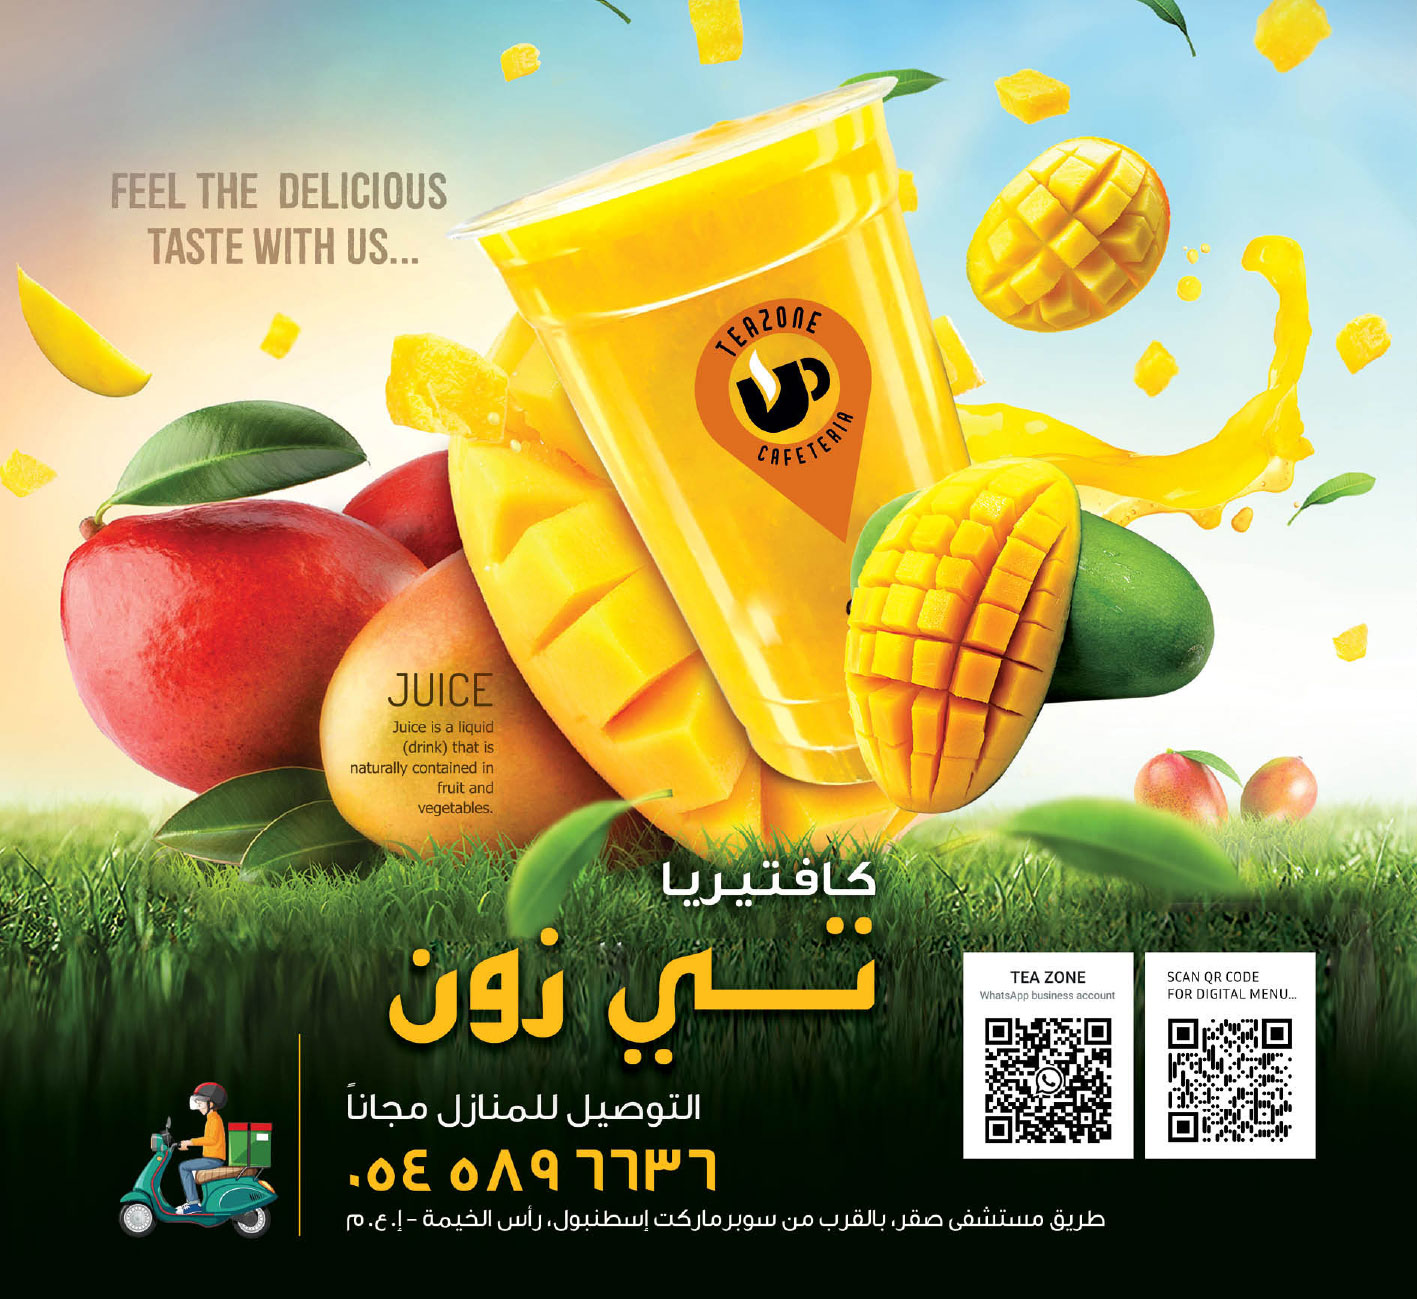 FEEL THE DELICIOUS
TASTE WITH US...
TEAZONE
CAFETERIA
JUICE
Juice is a liquid
(drink) that is
naturally contained in
fruit and
vegetables.
كافتيريا
تي زون
التوصيل للمنازل مجاناً
٠٥٤ ٥٨٩ ٦٦٣٦
طريق مستشفى صقر، بالقرب من سوبرماركت إسطنبول، رأس الخيمة - إ.ع.م
TEA ZONE
WhatsApp business account
SCAN QR CODE
FOR DIGITAL MENU...